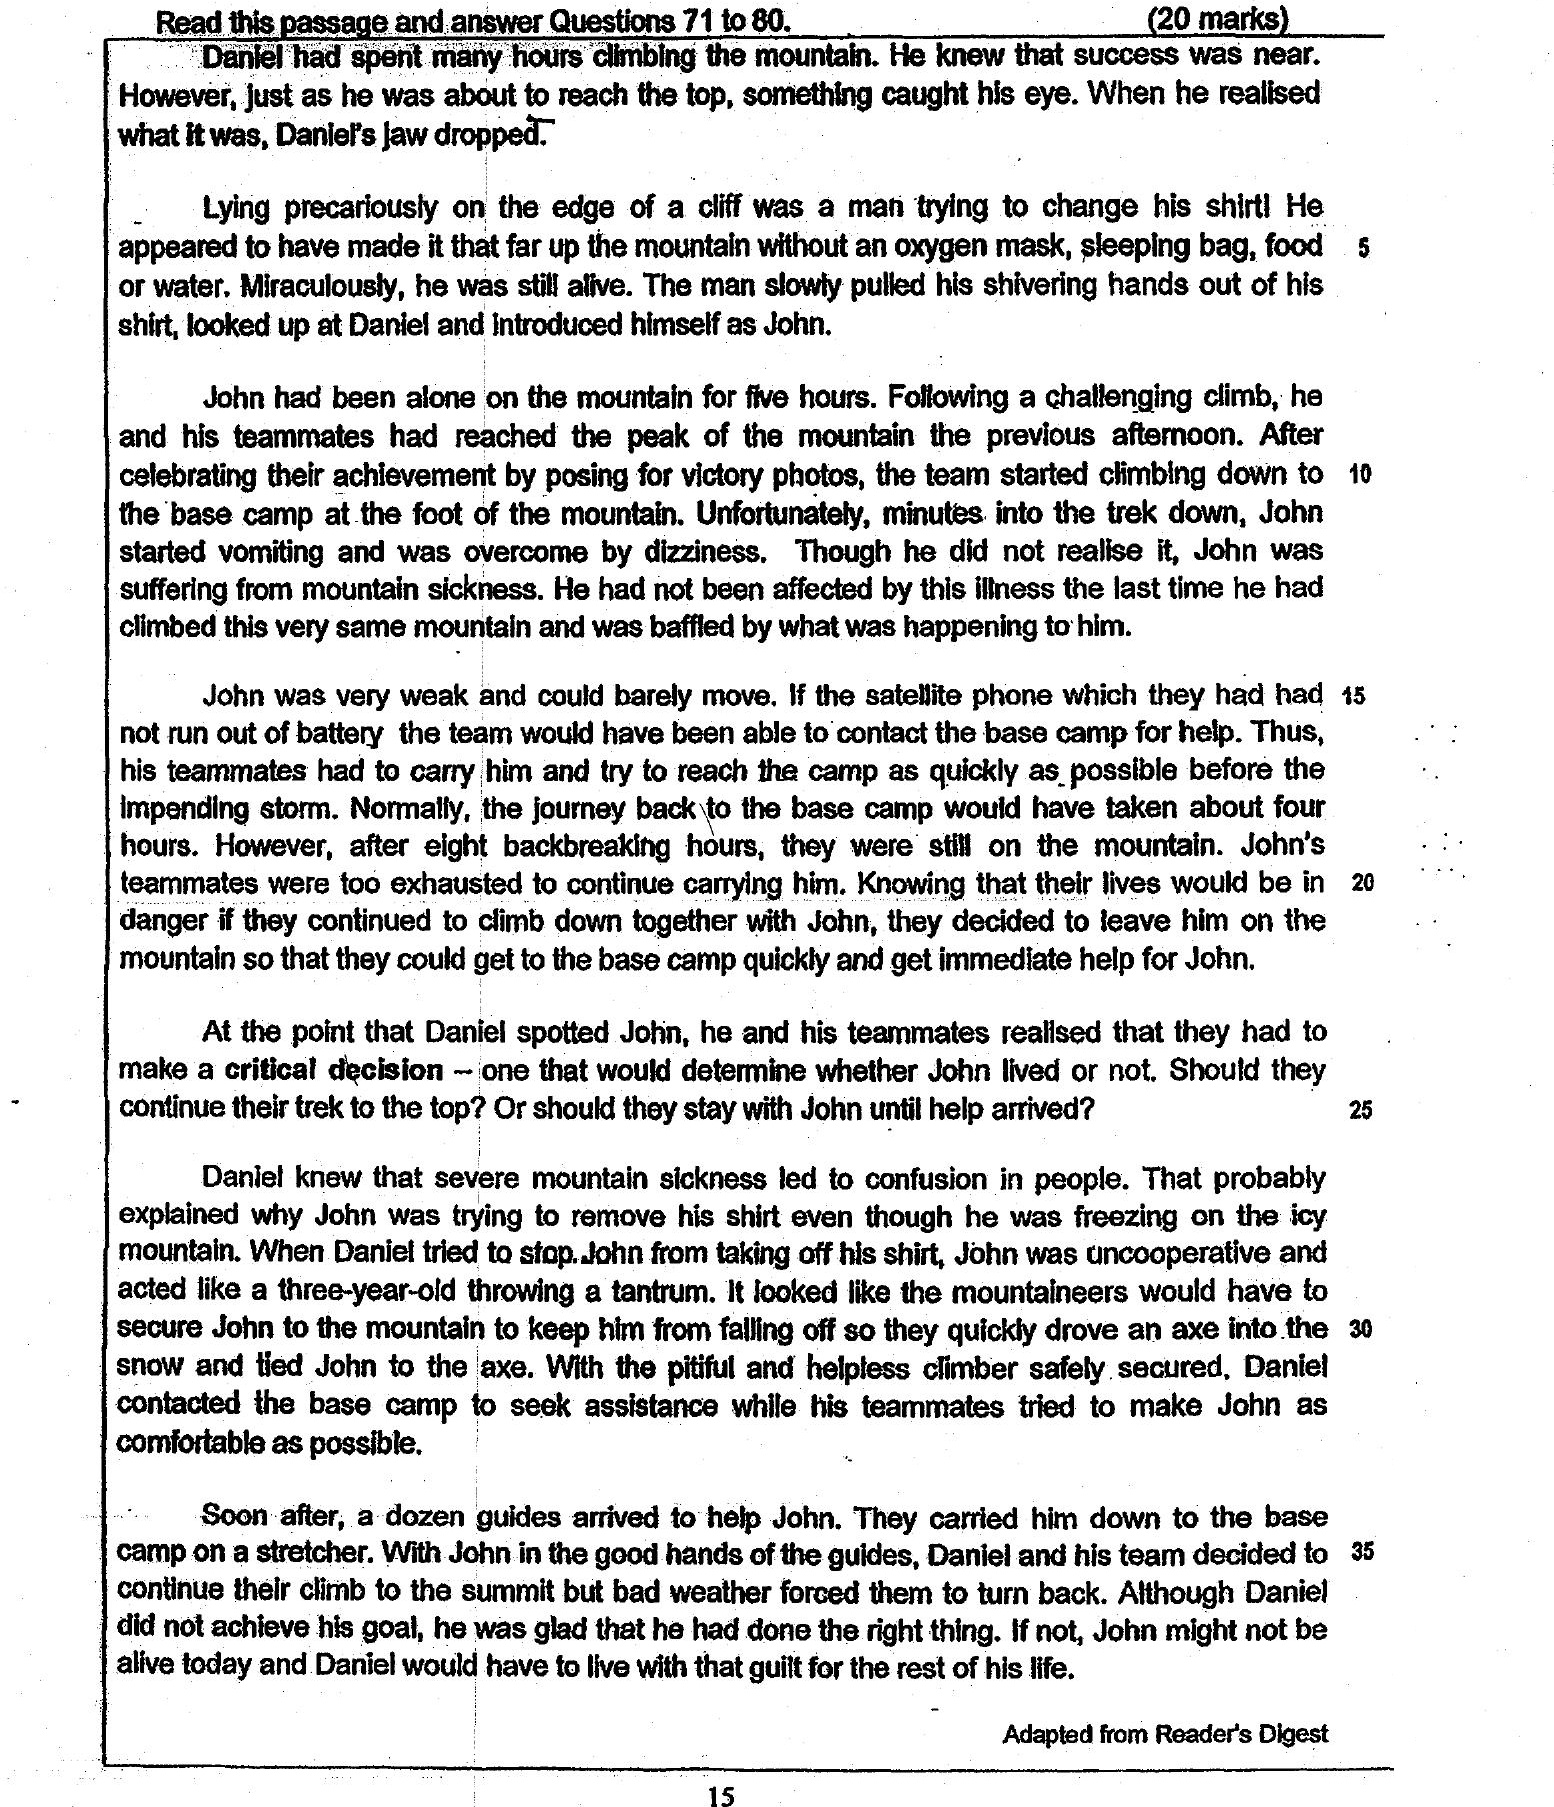 Read this passage and answer Questions 71 to 80. (20 marks)
Daniel had spent many hours climbing the mountain. He knew that success was near.
However, just as he was about to reach the top, something caught his eye. When he realised
what it was, Daniel's jaw dropped.
Lying precariously on the edge of a cliff was a man trying to change his shirt! He
appeared to have made it that far up the mountain without an oxygen mask, sleeping bag, food 5
or water. Miraculously, he was still alive. The man slowly pulled his shivering hands out of his
shirt, looked up at Daniel and introduced himself as John.
John had been alone on the mountain for five hours. Following a challenging climb, he
and his teammates had reached the peak of the mountain the previous afternoon. After
celebrating their achievement by posing for victory photos, the team started climbing down to 10
the base camp at the foot of the mountain. Unfortunately, minutes into the trek down, John
started vomiting and was overcome by dizziness. Though he did not realise it, John was
suffering from mountain sickness. He had not been affected by this illness the last time he had
climbed this very same mountain and was baffled by what was happening to him.
John was very weak and could barely move. If the satellite phone which they had had 15
not run out of battery the team would have been able to contact the base camp for help. Thus,
his teammates had to carry him and try to reach the camp as quickly as possible before the
impending storm. Normally, the journey back to the base camp would have taken about four
hours. However, after eight backbreaking hours, they were still on the mountain. John's
teammates were too exhausted to continue carrying him. Knowing that their lives would be in 20
danger if they continued to climb down together with John, they decided to leave him on the
mountain so that they could get to the base camp quickly and get immediate help for John.
At the point that Daniel spotted John, he and his teammates realised that they had to
make a critical decision – one that would determine whether John lived or not. Should they
continue their trek to the top? Or should they stay with John until help arrived? 25
Daniel knew that severe mountain sickness led to confusion in people. That probably
explained why John was trying to remove his shirt even though he was freezing on the icy
mountain. When Daniel tried to stop John from taking off his shirt, John was uncooperative and
acted like a three-year-old throwing a tantrum. It looked like the mountaineers would have to
secure John to the mountain to keep him from falling off so they quickly drove an axe into the 30
snow and tied John to the axe. With the pitiful and helpless climber safely secured, Daniel
contacted the base camp to seek assistance while his teammates tried to make John as
comfortable as possible.
Soon after, a dozen guides arrived to help John. They carried him down to the base
camp on a stretcher. With John in the good hands of the guides, Daniel and his team decided to 35
continue their climb to the summit but bad weather forced them to turn back. Although Daniel
did not achieve his goal, he was glad that he had done the right thing. If not, John might not be
alive today and Daniel would have to live with that guilt for the rest of his life.
Adapted from Reader's Digest
15